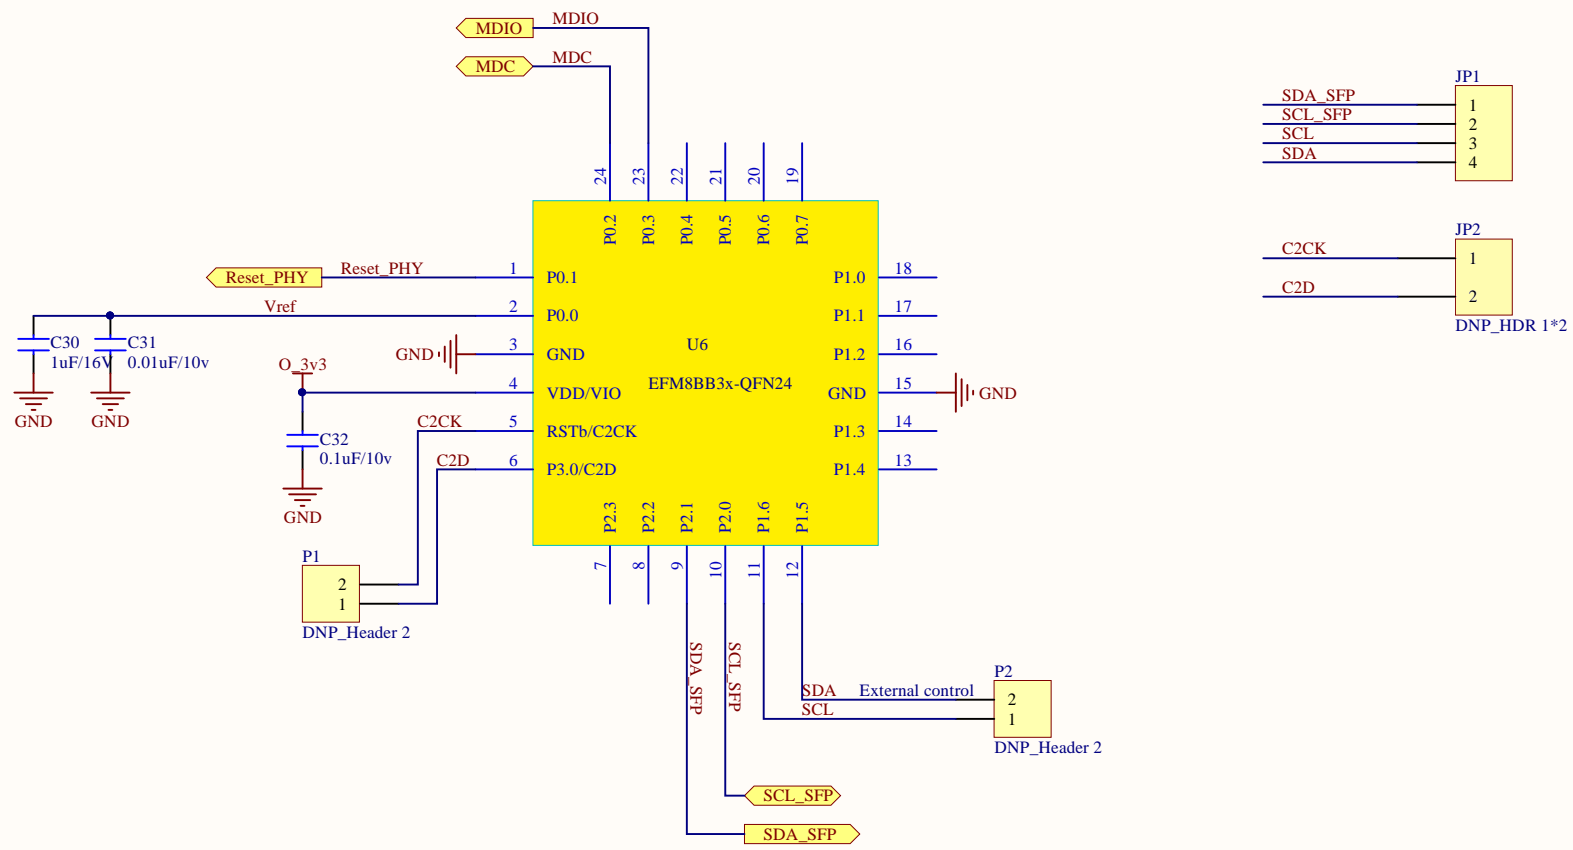 MDIO MDIO
MDC MDC
JP1
SDA_SFP 1
SCL_SFP 2
SCL 3
SDA 4
24 23 22 21 20 19
P0.2 P0.3 P0.4 P0.5 P0.6 P0.7
JP2
C2CK 1
C2D 2
DNP_HDR 1*2
Reset_PHY Reset_PHY 1 P0.1 P1.0 18
Vref 2 P0.0 P1.1 17
C30
1uF/16V
GND
C31
0.01uF/10v
GND
GND 3 GND P1.2 16
U6
EFM8BB3x-QFN24
O_3v3 4 VDD/VIO GND 15 GND
C32
0.1uF/10v
GND
C2CK 5 RSTb/C2CK P1.3 14
C2D 6 P3.0/C2D P1.4 13
P2.3 P2.2 P2.1 P2.0 P1.6 P1.5
7 8 9 10 11 12
P1
2
1
DNP_Header 2
SDA_SFP SCL_SFP
P2
SDA External control 2
SCL 1
DNP_Header 2
SCL_SFP
SDA_SFP